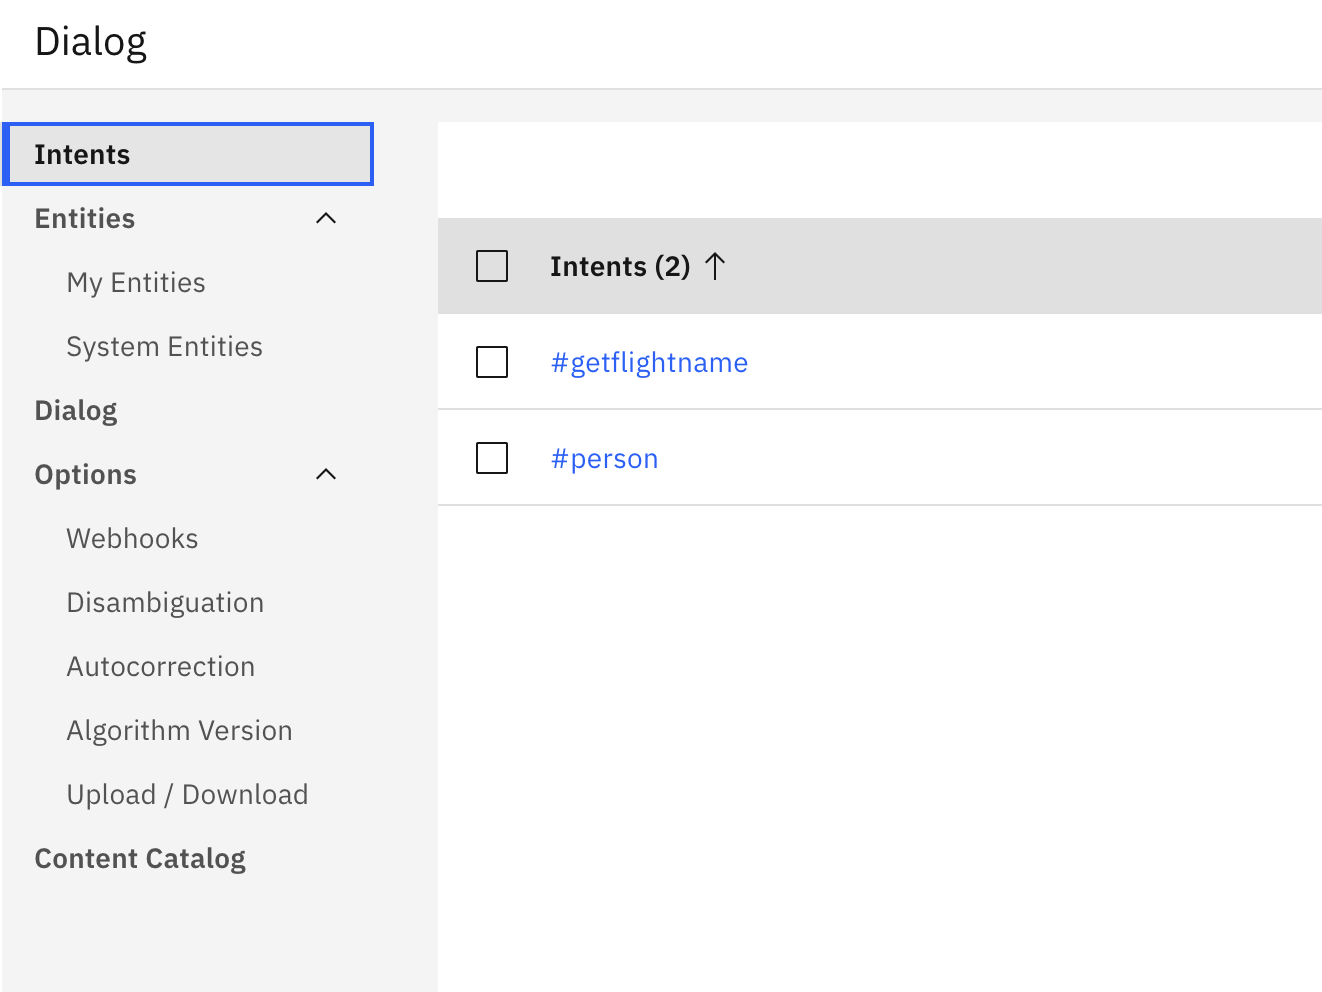 Dialog
Intents
Entities
My Entities
System Entities
Dialog
Options
Webhooks
Disambiguation
Autocorrection
Algorithm Version
Upload / Download
Content Catalog
Intents (2)
#getflightname
#person